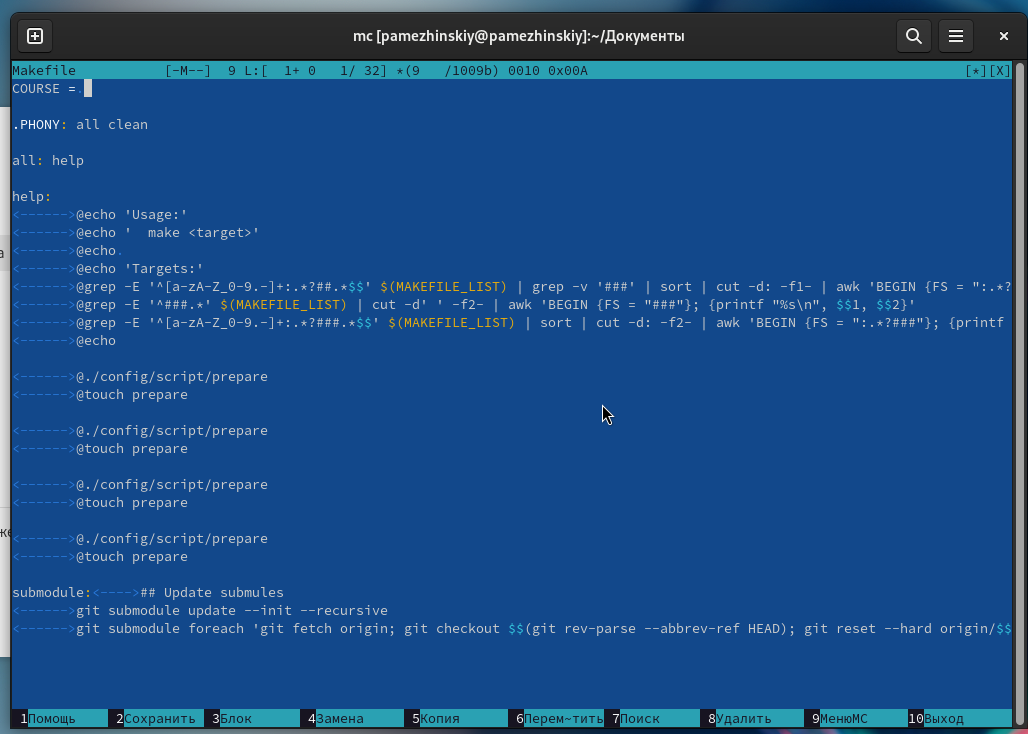 mc [pamezhinskiy@pamezhinskiy]:~/Документы
Makefile [-M--] 9 L:[ 1+ 0 1/ 32] *(9 /1009b) 0010 0x00A [*][X]
COURSE =.
.PHONY: all clean
all: help
help:
<------>@echo 'Usage:'
<------>@echo '  make <target>'
<------>@echo.
<------>@echo 'Targets:'
<------>@grep -E '^[a-zA-Z_0-9.-]+:.*?##.*$$' $(MAKEFILE_LIST) | grep -v '###' | sort | cut -d: -f1- | awk 'BEGIN {FS = ":.*?
<------>@grep -E '^###.*' $(MAKEFILE_LIST) | cut -d' ' -f2- | awk 'BEGIN {FS = "###"}; {printf "%s\n", $$1, $$2}'
<------>@grep -E '^[a-zA-Z_0-9.-]+:.*?###.*$$' $(MAKEFILE_LIST) | sort | cut -d: -f2- | awk 'BEGIN {FS = ":.*?###"}; {printf
<------>@echo
<------>@./config/script/prepare
<------>@touch prepare
<------>@./config/script/prepare
<------>@touch prepare
<------>@./config/script/prepare
<------>@touch prepare
<------>@./config/script/prepare
<------>@touch prepare
submodule:<---->## Update submules
<------>git submodule update --init --recursive
<------>git submodule foreach 'git fetch origin; git checkout $$(git rev-parse --abbrev-ref HEAD); git reset --hard origin/$$
1Помощь 2Сохранить 3Блок 4Замена 5Копия 6Перем~тить 7Поиск 8Удалить 9МенюMC 10Выход